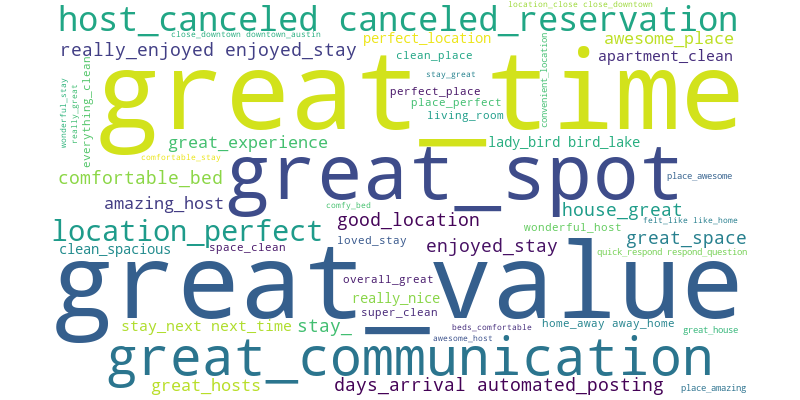 location_close close_downtown
host_canceled canceled_reservation
close_downtown downtown_austin
perfect_location
awesome_place
really_enjoyed enjoyed_stay
clean_place
apartment_clean
great_time
stay_great
wonderful_stay
really_great
everything_clean
convenient_location
perfect_place
place_perfect
living_room
great_experience
lady_bird bird_lake
comfortable_stay
great_spot
comfortable_bed
place_awesome
amazing_host
comfy_bed
house_great
good_location
felt_like like_home
location_perfect
wonderful_host
loved_stay
enjoyed_stay
great_space
clean_spacious
space_clean
quick_respond respond_question
great_value
overall_great
really_nice
super_clean
stay_next next_time
stay_
beds_comfortable
home_away away_home
great_house
awesome_host
great_communication
great_hosts
days_arrival automated_posting
place_amazing